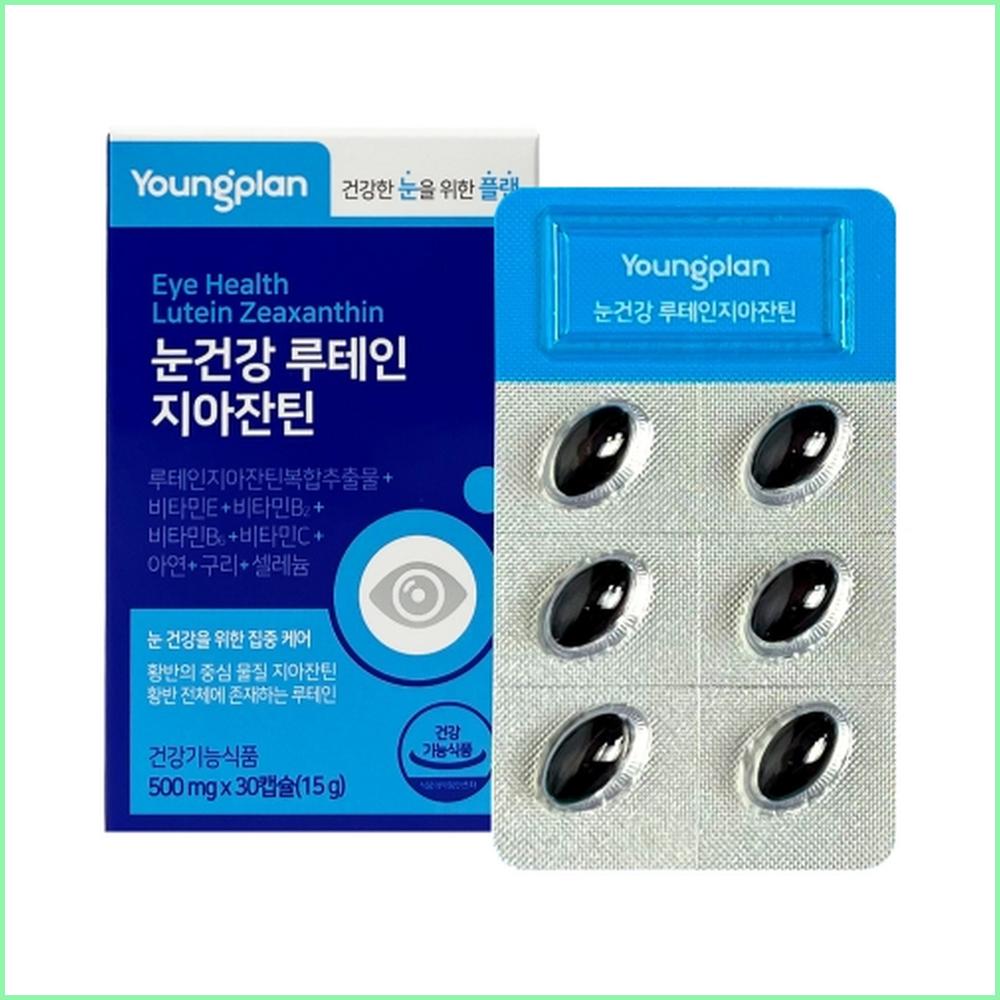 Youngplan
건강한 눈을 위한 플랜
Eye Health
Lutein Zeaxanthin
눈건강 루테인
지아잔틴
루테인지아잔틴복합추출물+
비타민E+비타민B₂+
비타민B₆+비타민C+
아연+구리+셀레늄
눈 건강을 위한 집중 케어
황반의 중심 물질 지아잔틴
황반 전체에 존재하는 루테인
건강기능식품
500 mg x 30캡슐(15 g)
건강
기능식품
Youngplan
눈건강 루테인지아잔틴